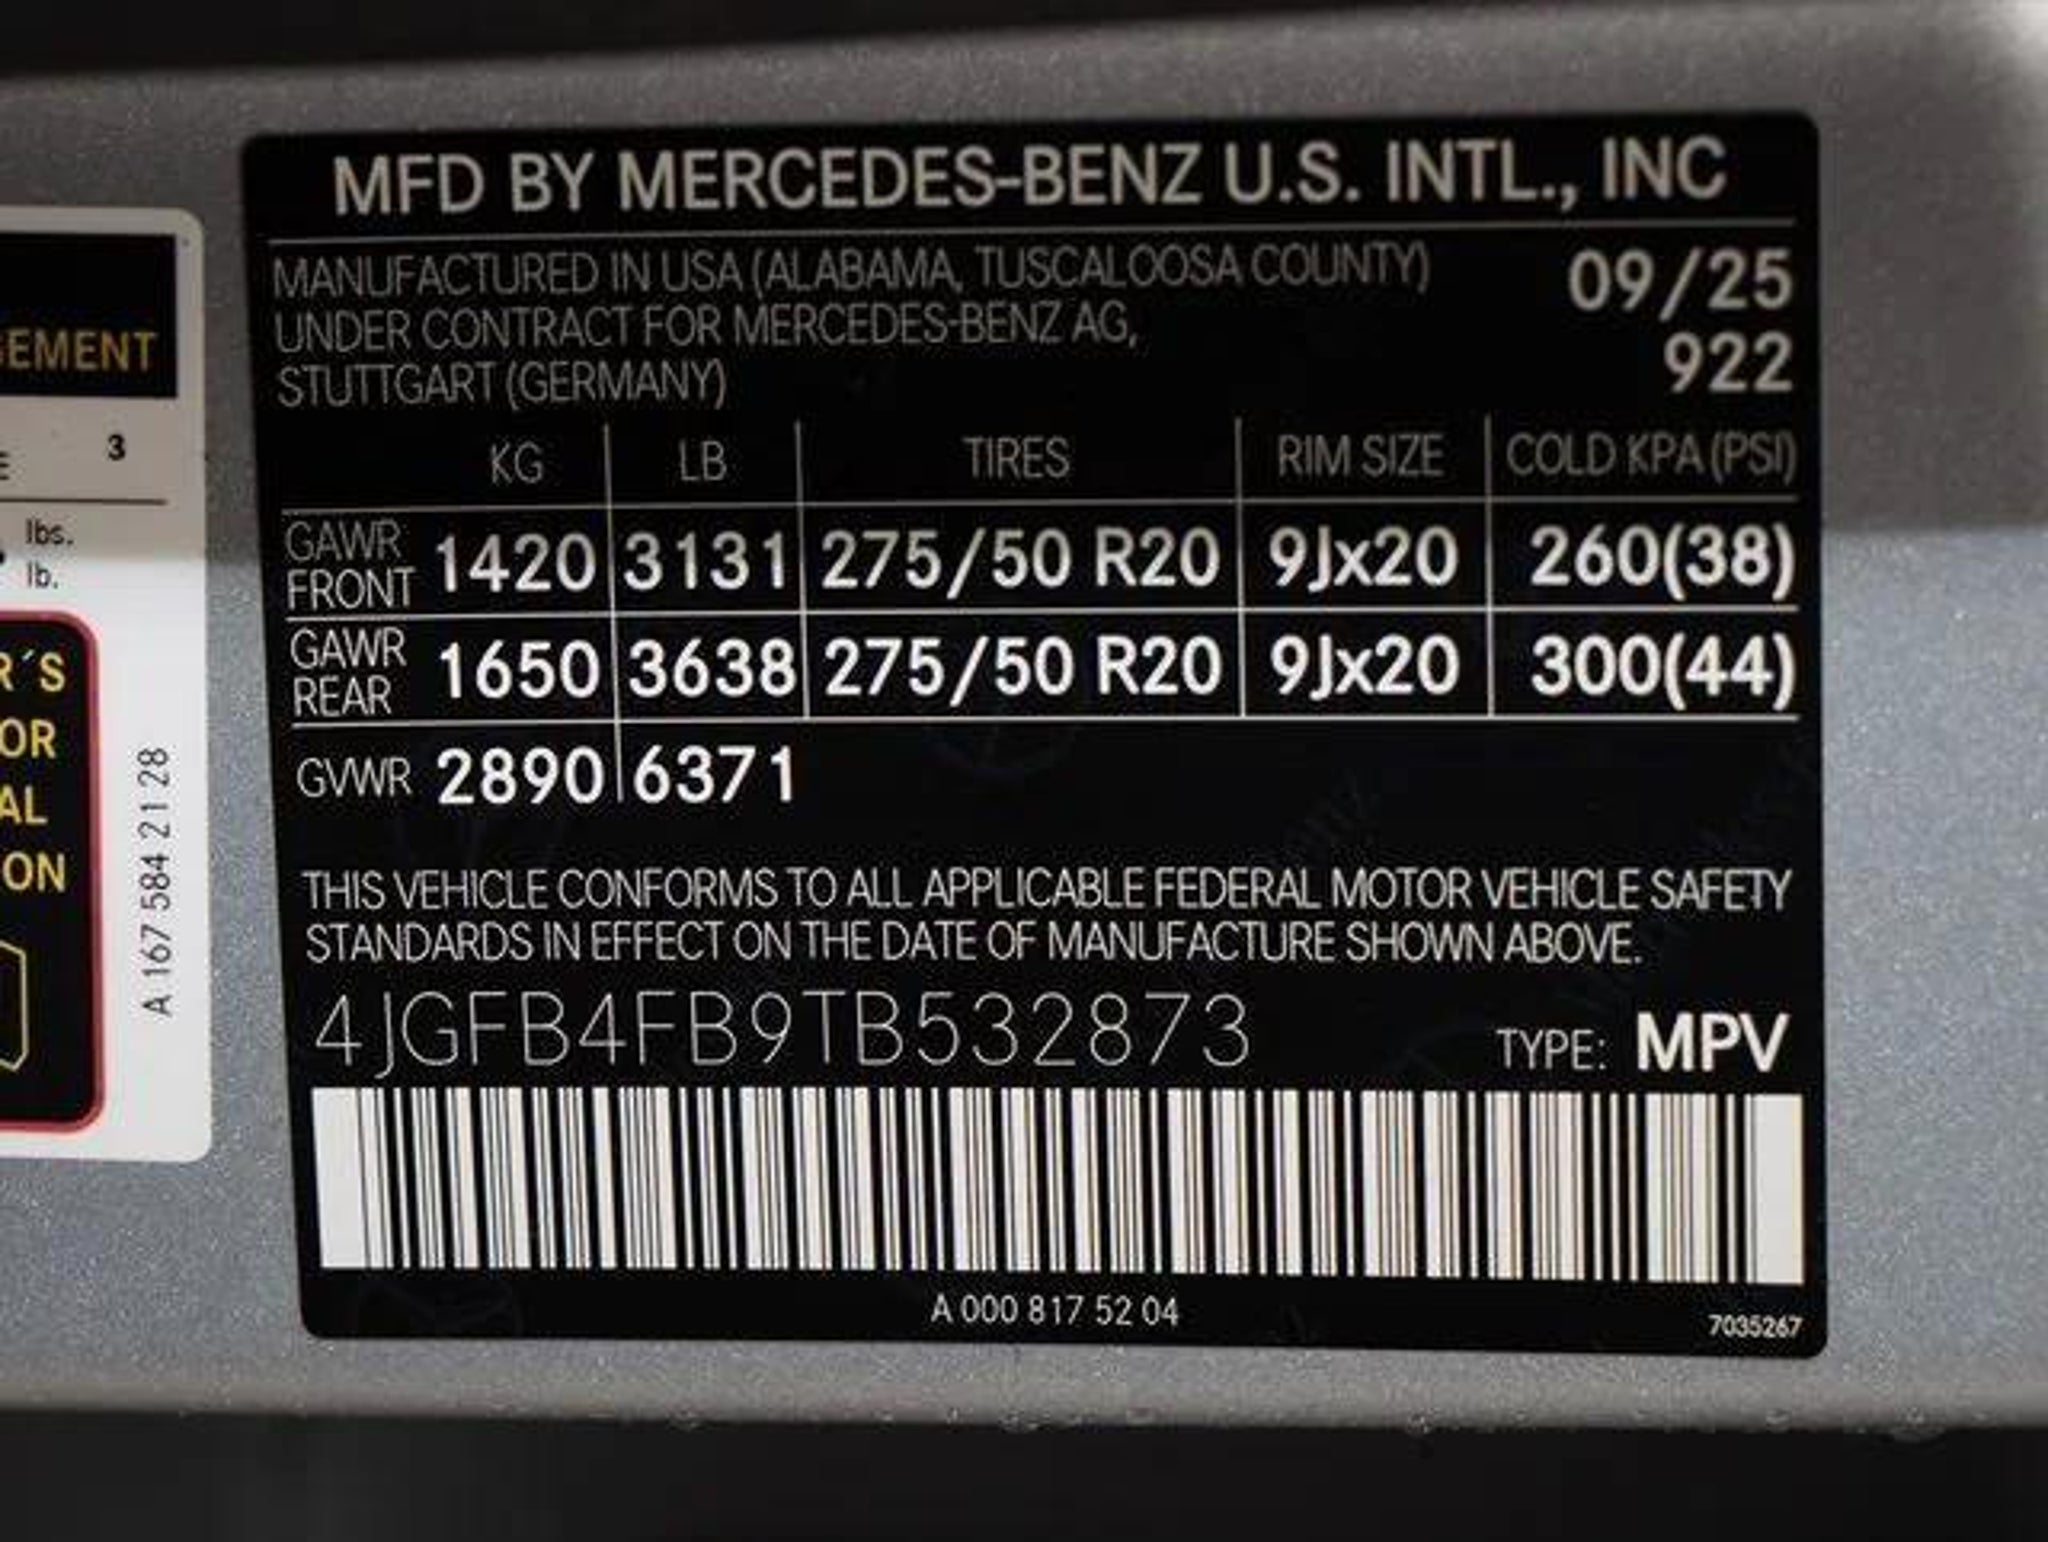 GEMENT
E 3
lbs.
lb.
R´S
OR
AL
ON
A 167 584 21 28
MFD BY MERCEDES-BENZ U.S. INTL., INC
MANUFACTURED IN USA (ALABAMA, TUSCALOOSA COUNTY) 09/25
UNDER CONTRACT FOR MERCEDES-BENZ AG, 922
STUTTGART (GERMANY)
KG LB TIRES RIM SIZE COLD KPA (PSI)
GAWR FRONT 1420 3131 275/50 R20 9Jx20 260(38)
GAWR REAR 1650 3638 275/50 R20 9Jx20 300(44)
GVWR 2890 6371
THIS VEHICLE CONFORMS TO ALL APPLICABLE FEDERAL MOTOR VEHICLE SAFETY
STANDARDS IN EFFECT ON THE DATE OF MANUFACTURE SHOWN ABOVE.
4JGFB4FB9TB532873 TYPE: MPV
A 000 817 52 04
7035267